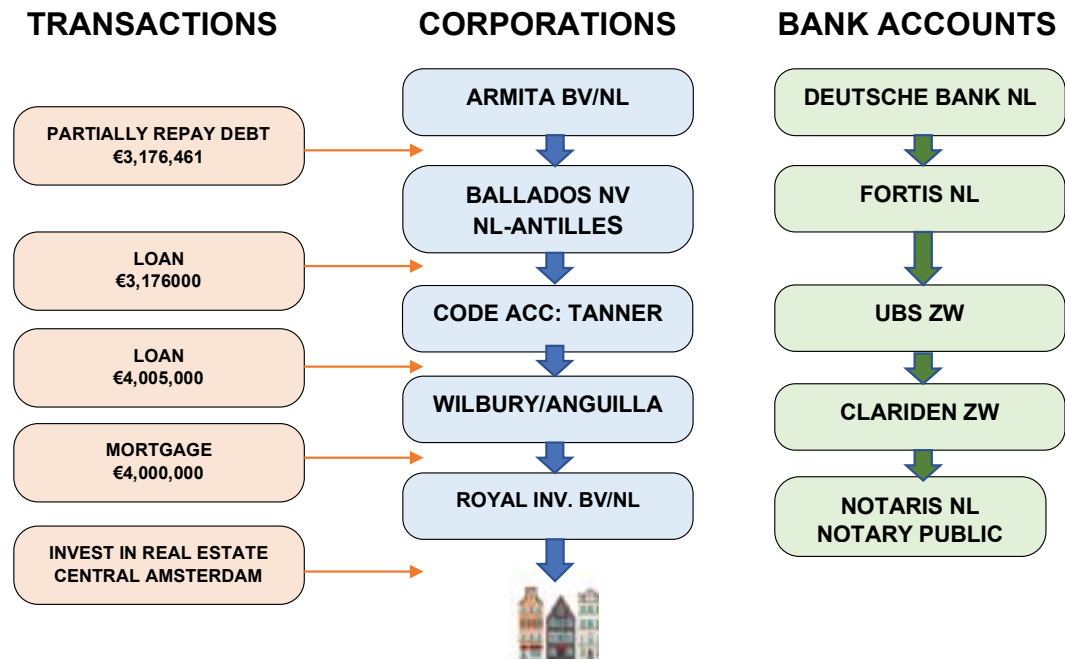 TRANSACTIONS
CORPORATIONS
BANK ACCOUNTS
PARTIALLY REPAY DEBT
€3,176,461
LOAN
€3,176000
LOAN
€4,005,000
MORTGAGE
€4,000,000
INVEST IN REAL ESTATE
CENTRAL AMSTERDAM
ARMITA BV/NL
BALLADOS NV
NL-ANTILLES
CODE ACC: TANNER
WILBURY/ANGUILLA
ROYAL INV. BV/NL
DEUTSCHE BANK NL
FORTIS NL
UBS ZW
CLARIDEN ZW
NOTARIS NL
NOTARY PUBLIC